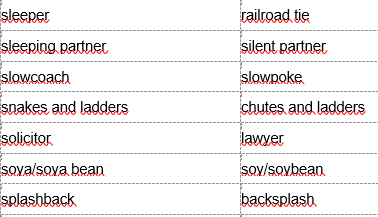 sleeper railroad tie
sleeping partner silent partner
slowcoach slowpoke
snakes and ladders chutes and ladders
solicitor lawyer
soya/soya bean soy/soybean
splashback backsplash